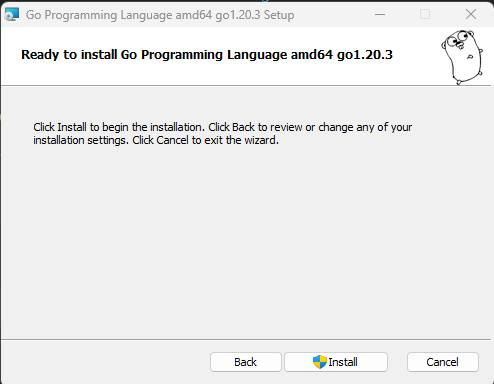 Go Programming Language amd64 go1.20.3 Setup
Ready to install Go Programming Language amd64 go1.20.3
Click Install to begin the installation. Click Back to review or change any of your
installation settings. Click Cancel to exit the wizard.
Back
Install
Cancel